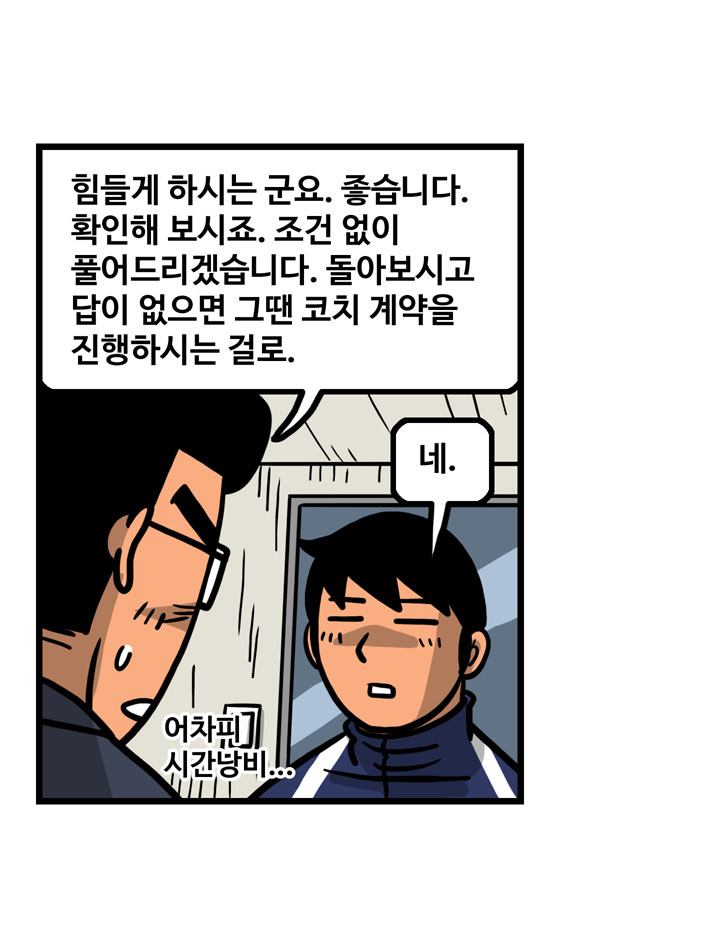 힘들게 하시는 군요. 좋습니다.
확인해 보시죠. 조건 없이
풀어드리겠습니다. 돌아보시고
답이 없으면 그땐 코치 계약을
진행하시는 걸로.
네.
어차피
시간낭비...